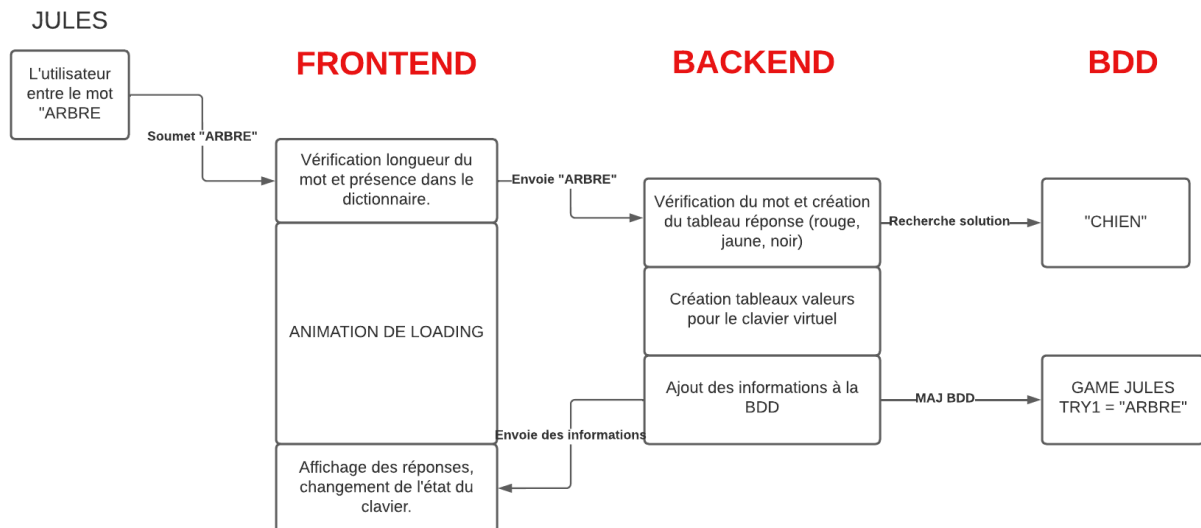 JULES
L'utilisateur
entre le mot
"ARBRE
Soumet "ARBRE"
FRONTEND
Vérification longueur du
mot et présence dans le
dictionnaire.
ANIMATION DE LOADING
Affichage des réponses,
changement de l'état du
clavier.
Envoie "ARBRE"
BACKEND
Vérification du mot et création
du tableau réponse (rouge,
jaune, noir)
Création tableaux valeurs
pour le clavier virtuel
Ajout des informations à la
BDD
Envoie des informations
Recherche solution
MAJ BDD
BDD
"CHIEN"
GAME JULES
TRY1 = "ARBRE"